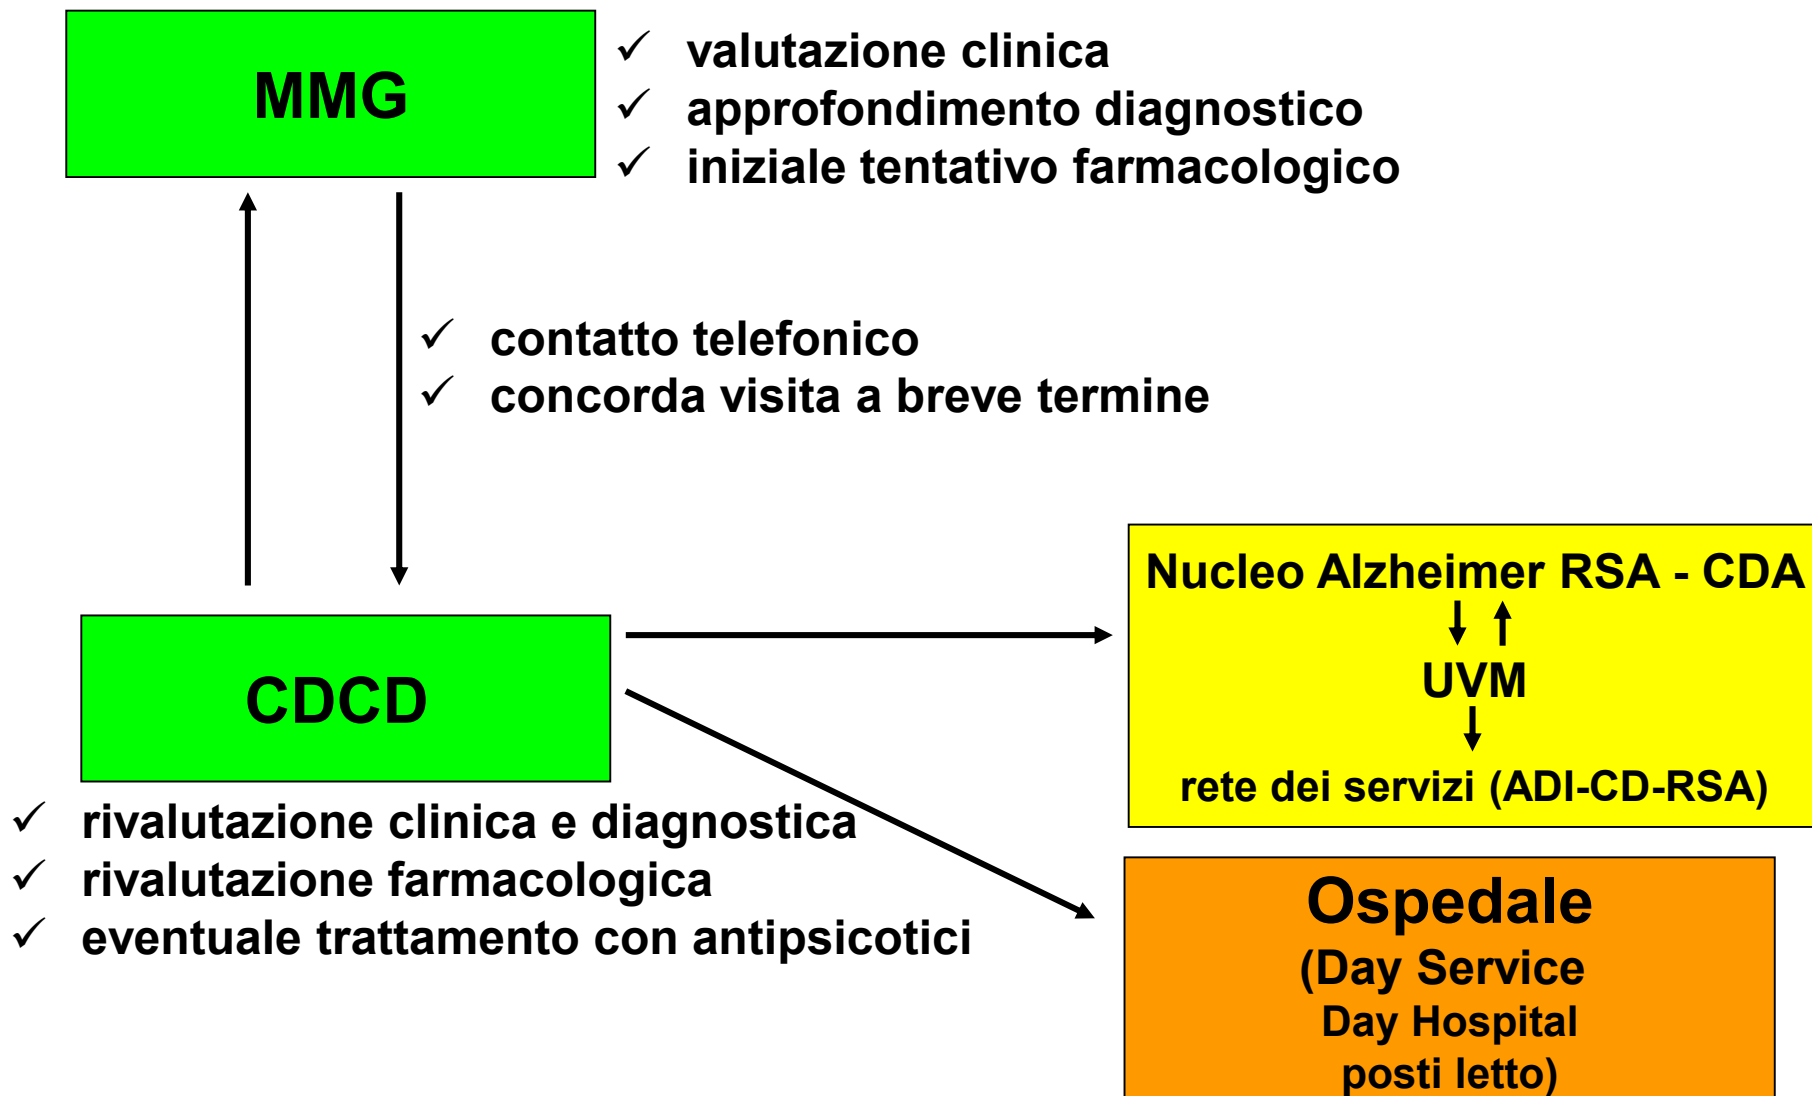 MMG
✓ valutazione clinica
✓ approfondimento diagnostico
✓ iniziale tentativo farmacologico
✓ contatto telefonico
✓ concorda visita a breve termine
CDCD
✓ rivalutazione clinica e diagnostica
✓ rivalutazione farmacologica
✓ eventuale trattamento con antipsicotici
Nucleo Alzheimer RSA - CDA
UVM
rete dei servizi (ADI-CD-RSA)
Ospedale
(Day Service
Day Hospital
posti letto)